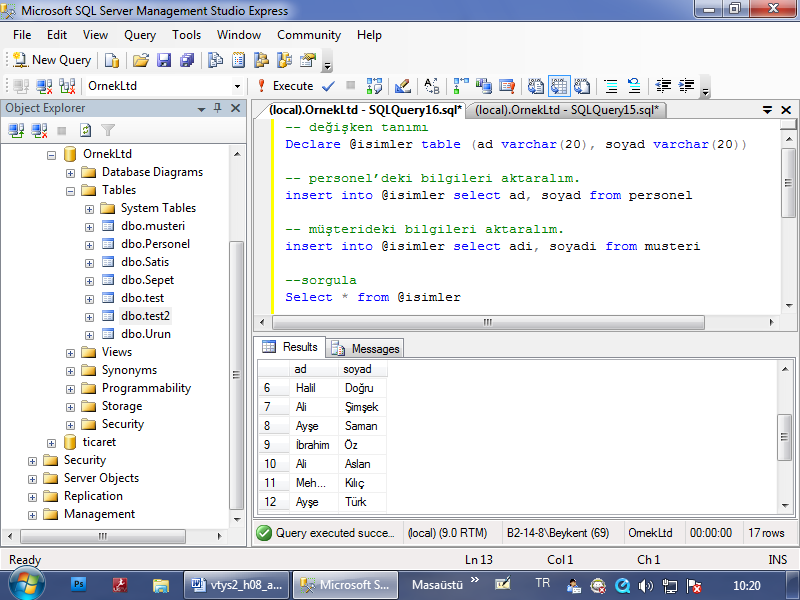 Microsoft SQL Server Management Studio Express
File Edit View Query Tools Window Community Help
New Query
OrnekLtd Execute
Object Explorer
(local).OrnekLtd - SQLQuery16.sql* (local).OrnekLtd - SQLQuery15.sql*
OrnekLtd
Database Diagrams
Tables
System Tables
dbo.musteri
dbo.Personel
dbo.Satis
dbo.Sepet
dbo.test
dbo.test2
dbo.Urun
Views
Synonyms
Programmability
Storage
Security
ticaret
Security
Server Objects
Replication
Management
-- değişken tanımı
Declare @isimler table (ad varchar(20), soyad varchar(20))
-- personel’deki bilgileri aktaralım.
insert into @isimler select ad, soyad from personel
-- müşterideki bilgileri aktaralım.
insert into @isimler select adi, soyadi from musteri
--sorgula
Select * from @isimler
Results Messages
ad soyad
6 Halil Doğru
7 Ali Şimşek
8 Ayşe Saman
9 İbrahim Öz
10 Ali Aslan
11 Meh... Kılıç
12 Ayşe Türk
Query executed succe... (local) (9.0 RTM) B2-14-8\Beykent (69) OrnekLtd 00:00:00 17 rows
Ready Ln 13 Col 1 Ch 1 INS
Ps vtys2_h08_a... Microsoft S... Masaüstü » TR 10:20